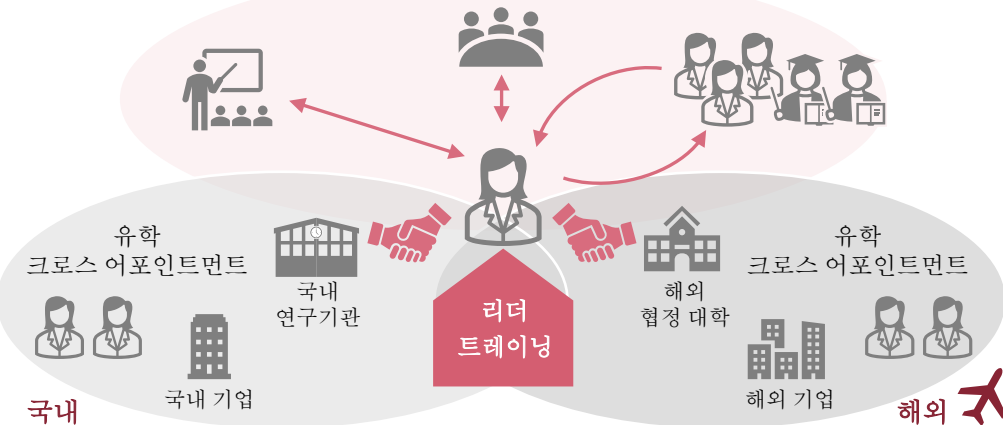 유학
크로스 어포인트먼트
국내
연구기관
국내 기업
국내
리더
트레이닝
해외
협정 대학
유학
크로스 어포인트먼트
해외 기업
해외